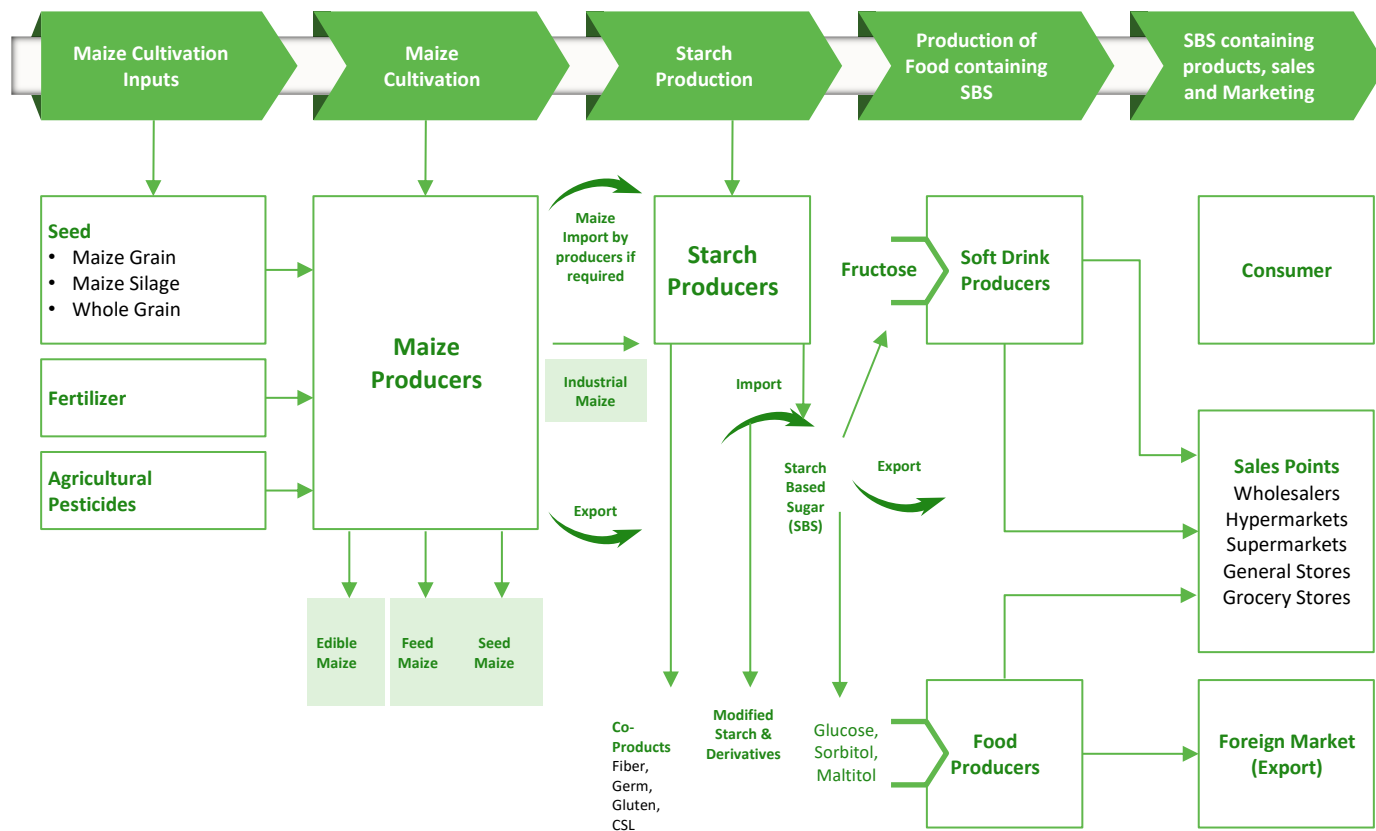 Maize Cultivation
Inputs
Maize
Cultivation
Starch
Production
Production of
Food containing
SBS
SBS containing
products, sales
and Marketing
Seed
• Maize Grain
• Maize Silage
• Whole Grain
Fertilizer
Agricultural
Pesticides
Maize
Producers
Edible
Maize
Feed
Maize
Seed
Maize
Maize
Import by
producers if
required
Industrial
Maize
Export
Starch
Producers
Import
Starch
Based
Sugar
(SBS)
Export
Co-
Products
Fiber,
Germ,
Gluten,
CSL
Modified
Starch &
Derivatives
Glucose,
Sorbitol,
Maltitol
Fructose
Soft Drink
Producers
Food
Producers
Consumer
Sales Points
Wholesalers
Hypermarkets
Supermarkets
General Stores
Grocery Stores
Foreign Market
(Export)